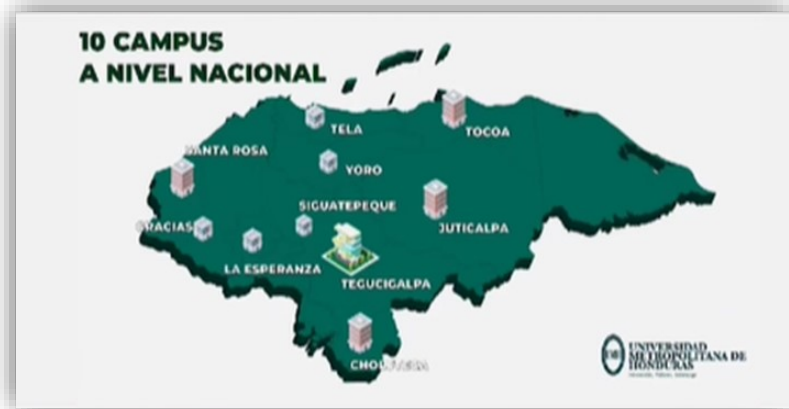 10 CAMPUS
A NIVEL NACIONAL
TELA
TOCOA
SANTA ROSA
YORO
SIGUATEPEQUE
GRACIAS
JUTICALPA
LA ESPERANZA
TEGUCIGALPA
CHOLUTECA
UNIVERSIDAD
METROPOLITANA DE
HONDURAS